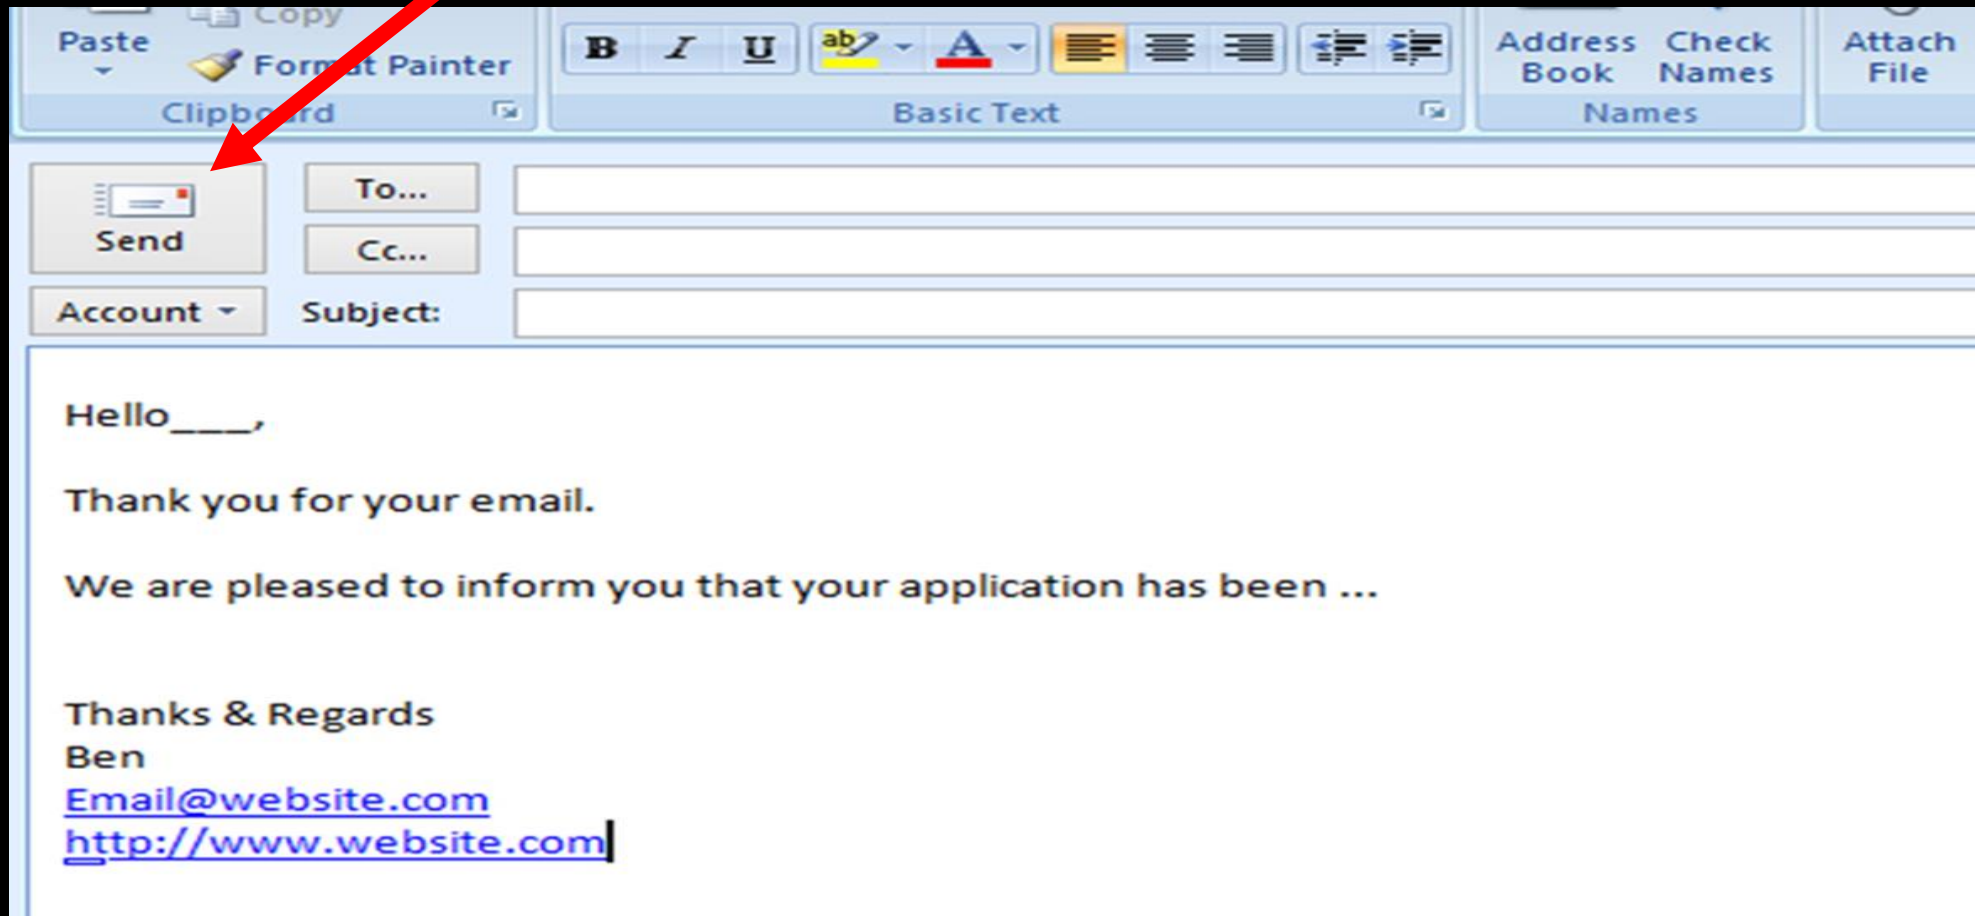 Copy
Paste
Format Painter
Clipboard
B I U ab A
Basic Text
Address Book
Check Names
Names
Attach File
Send
To...
Cc...
Account
Subject:
Hello___,
Thank you for your email.
We are pleased to inform you that your application has been ...
Thanks & Regards
Ben
Email@website.com
http://www.website.com